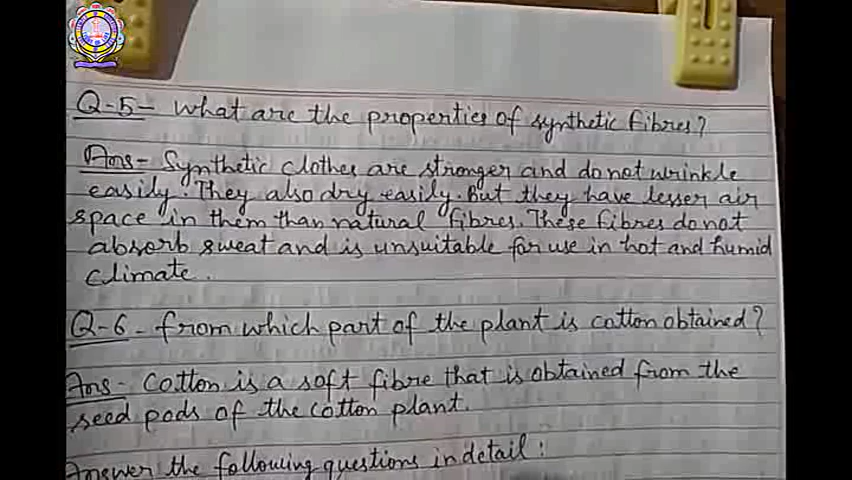 Q-5- What are the properties of synthetic fibres?
Ans- Synthetic clothes are stronger and do not wrinkle
easily. They also dry easily. But they have lesser air
space in them than natural fibres. These fibres do not
absorb sweat and is unsuitable for use in hot and humid
climate.
Q-6- from which part of the plant is cotton obtained?
Ans- Cotton is a soft fibre that is obtained from the
seed pods of the cotton plant.
Answer the following questions in detail: